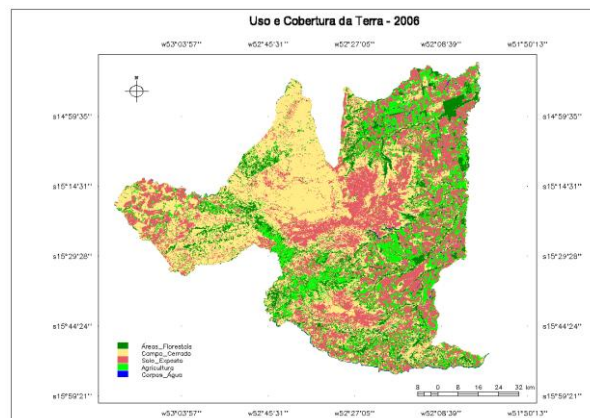 Uso e Cobertura da Terra - 2006
w53°03'57'' w52°45'31'' w52°27'05'' w52°08'39'' w51°50'13''
N
s14°59'35'' s14°59'35''
s15°14'31'' s15°14'31''
s15°29'28'' s15°29'28''
s15°44'24'' s15°44'24''
Áreas_Florestais
Campo_Cerrado
Solo_Exposto
Agricultura
Corpos_Água
8 0 8 16 24 32 km
s15°59'21'' s15°59'21''
w53°03'57'' w52°45'31'' w52°27'05'' w52°08'39'' w51°50'13''